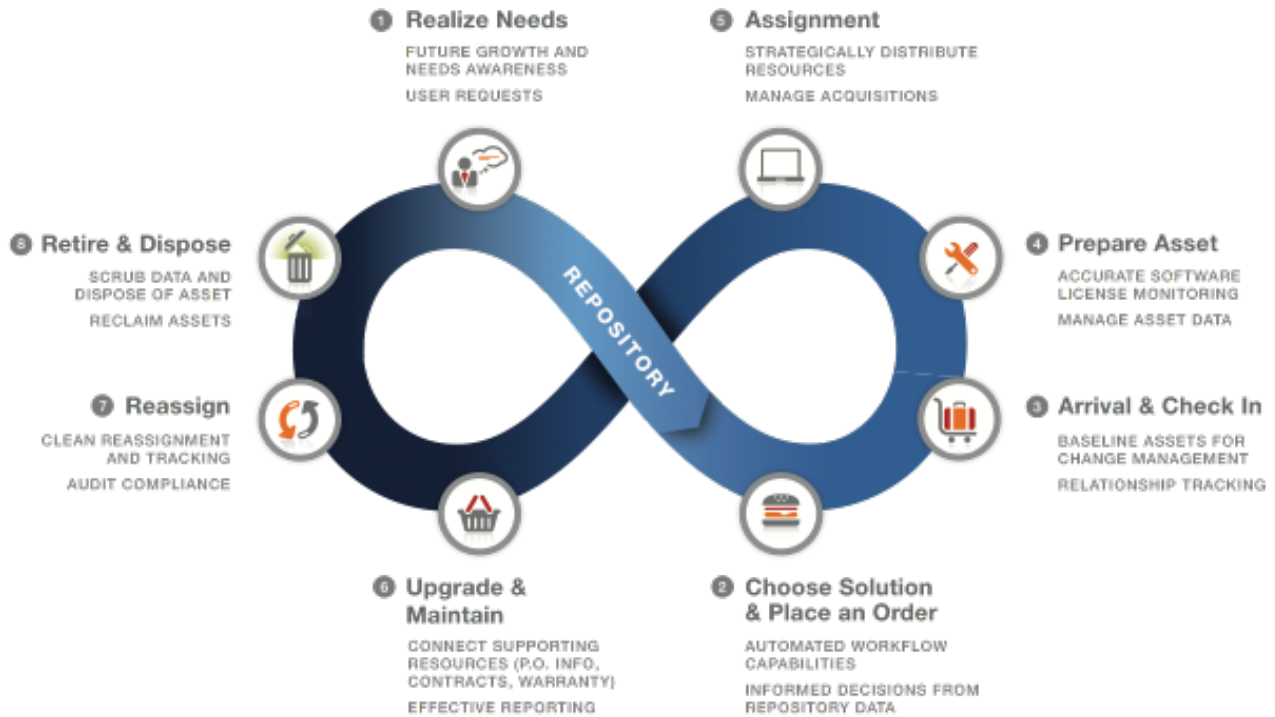 1 Realize Needs
FUTURE GROWTH AND
NEEDS AWARENESS
USER REQUESTS
5 Assignment
STRATEGICALLY DISTRIBUTE
RESOURCES
MANAGE ACQUISITIONS
8 Retire & Dispose
SCRUB DATA AND
DISPOSE OF ASSET
RECLAIM ASSETS
REPOSITORY
4 Prepare Asset
ACCURATE SOFTWARE
LICENSE MONITORING
MANAGE ASSET DATA
7 Reassign
CLEAN REASSIGNMENT
AND TRACKING
AUDIT COMPLIANCE
3 Arrival & Check In
BASELINE ASSETS FOR
CHANGE MANAGEMENT
RELATIONSHIP TRACKING
6 Upgrade &
Maintain
CONNECT SUPPORTING
RESOURCES (P.O. INFO,
CONTRACTS, WARRANTY)
EFFECTIVE REPORTING
2 Choose Solution
& Place an Order
AUTOMATED WORKFLOW
CAPABILITIES
INFORMED DECISIONS FROM
REPOSITORY DATA